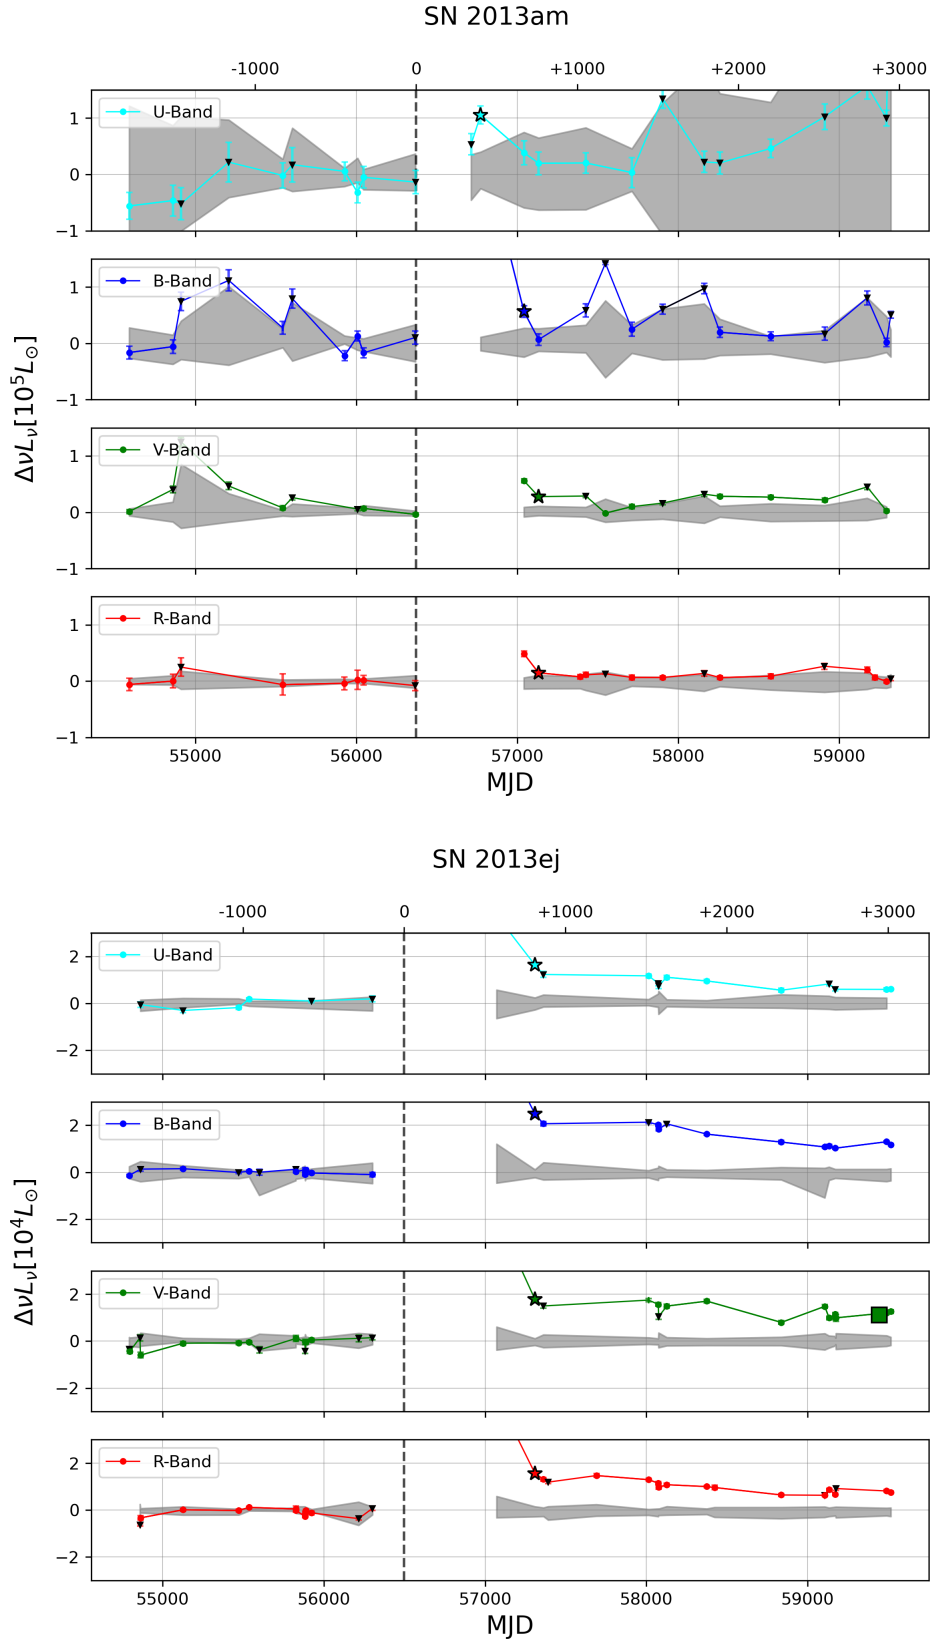 SN 2013am
-1000 0 +1000 +2000 +3000
U-Band
1
0
−1
B-Band
1
0
−1
V-Band
1
0
−1
R-Band
1
0
−1
ΔνLν[10⁵L⊙]
55000 56000 57000 58000 59000
MJD
SN 2013ej
-1000 0 +1000 +2000 +3000
U-Band
2
0
−2
B-Band
2
0
−2
V-Band
2
0
−2
R-Band
2
0
−2
ΔνLν[10⁴L⊙]
55000 56000 57000 58000 59000
MJD